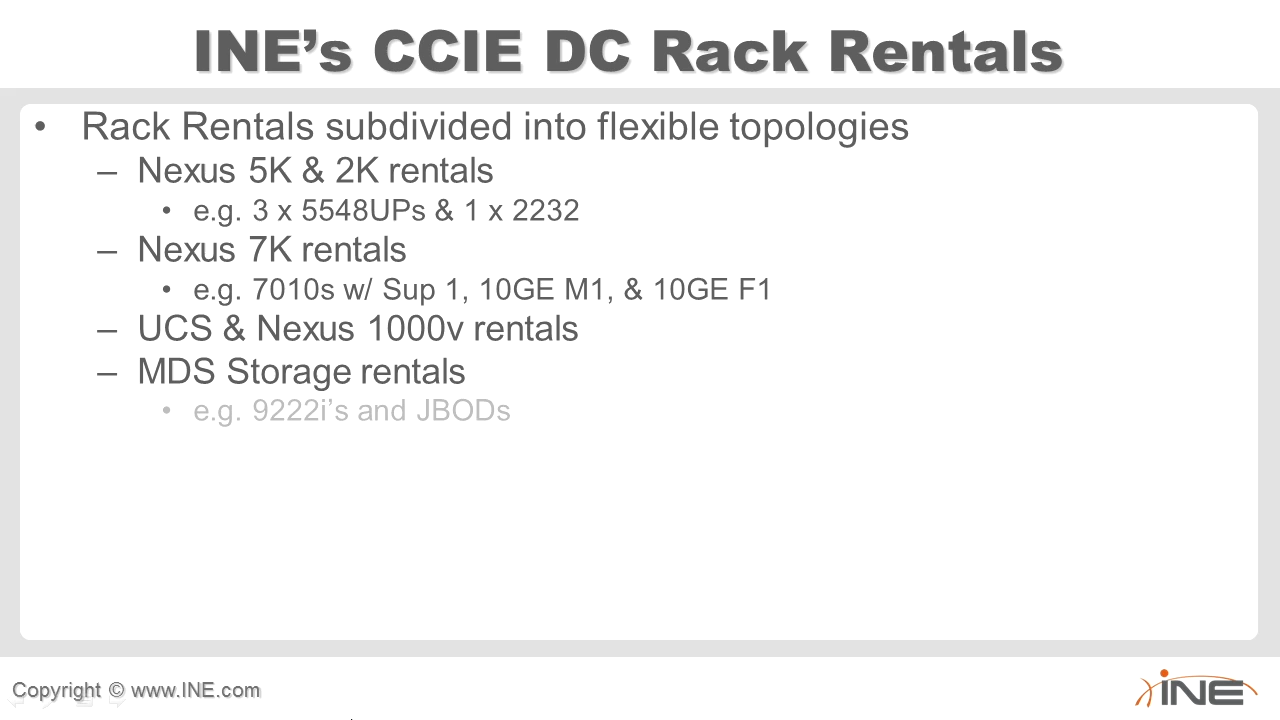 INE’s CCIE DC Rack Rentals
• Rack Rentals subdivided into flexible topologies
– Nexus 5K & 2K rentals
• e.g. 3 x 5548UPs & 1 x 2232
– Nexus 7K rentals
• e.g. 7010s w/ Sup 1, 10GE M1, & 10GE F1
– UCS & Nexus 1000v rentals
– MDS Storage rentals
• e.g. 9222i’s and JBODs
Copyright © www.INE.com
INE